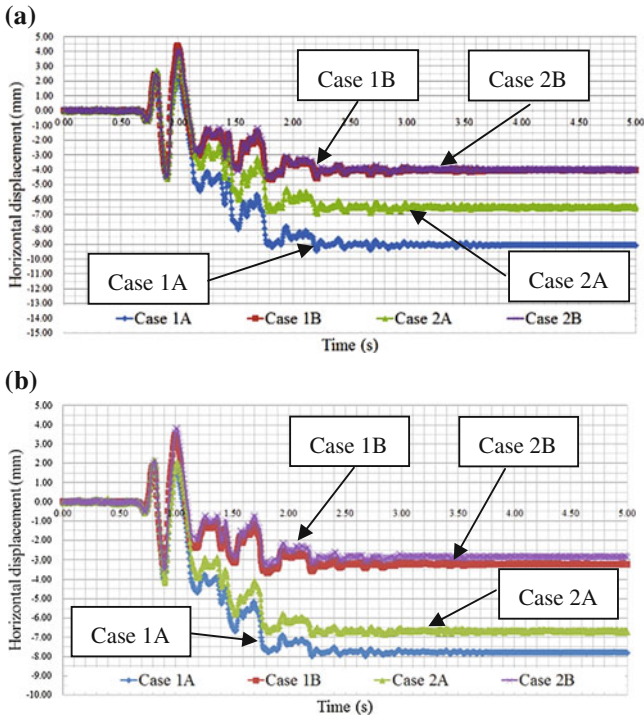 (a)
5.00
4.00
3.00
2.00
1.00
0.00
-1.00
-2.00
-3.00
-4.00
-5.00
-6.00
-7.00
-8.00
-9.00
-10.00
-11.00
-12.00
-13.00
-14.00
-15.00
Horizontal displacement (mm)
0.00 0.50 1.00 1.50 2.00 2.50 3.00 3.50 4.00 4.50 5.00
Case 1B
Case 2B
Case 1A
Case 2A
Case 1A Case 1B Case 2A Case 2B
Time (s)
(b)
5.00
4.00
3.00
2.00
1.00
0.00
-1.00
-2.00
-3.00
-4.00
-5.00
-6.00
-7.00
-8.00
-9.00
-10.00
Horizontal displacement (mm)
0.00 0.50 1.00 1.50 2.00 2.50 3.00 3.50 4.00 4.50 5.00
Case 1B
Case 2B
Case 2A
Case 1A
Case 1A Case 1B Case 2A Case 2B
Time (s)